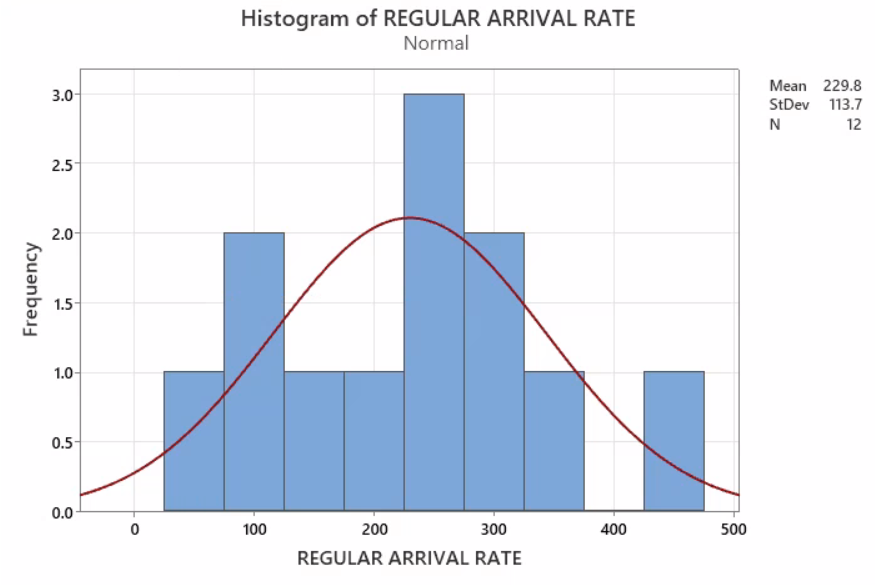 Histogram of REGULAR ARRIVAL RATE
Normal
Mean 229.8
StDev 113.7
N 12
3.0
2.5
2.0
1.5
1.0
0.5
0.0
Frequency
0 100 200 300 400 500
REGULAR ARRIVAL RATE